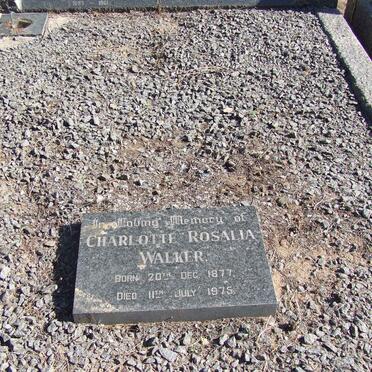 In Loving Memory of
CHARLOTTE ROSALIA
WALKER
BORN 20TH DEC. 1877.
DIED 11TH JULY 1975.